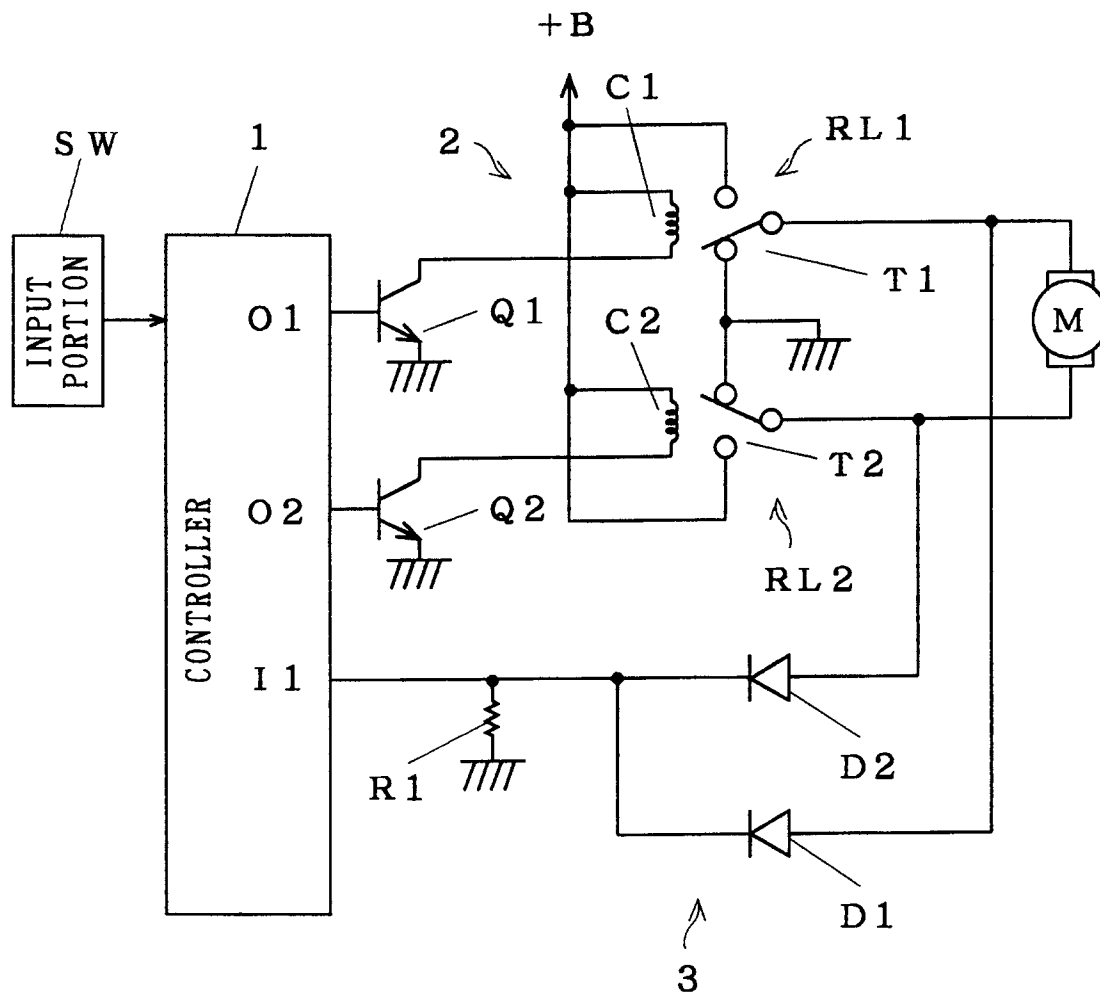 +B
C1
SW
1
2
RL1
INPUT
PORTION
O1
Q1
C2
T1
M
O2
Q2
T2
RL2
CONTROLLER
I1
R1
D2
D1
3